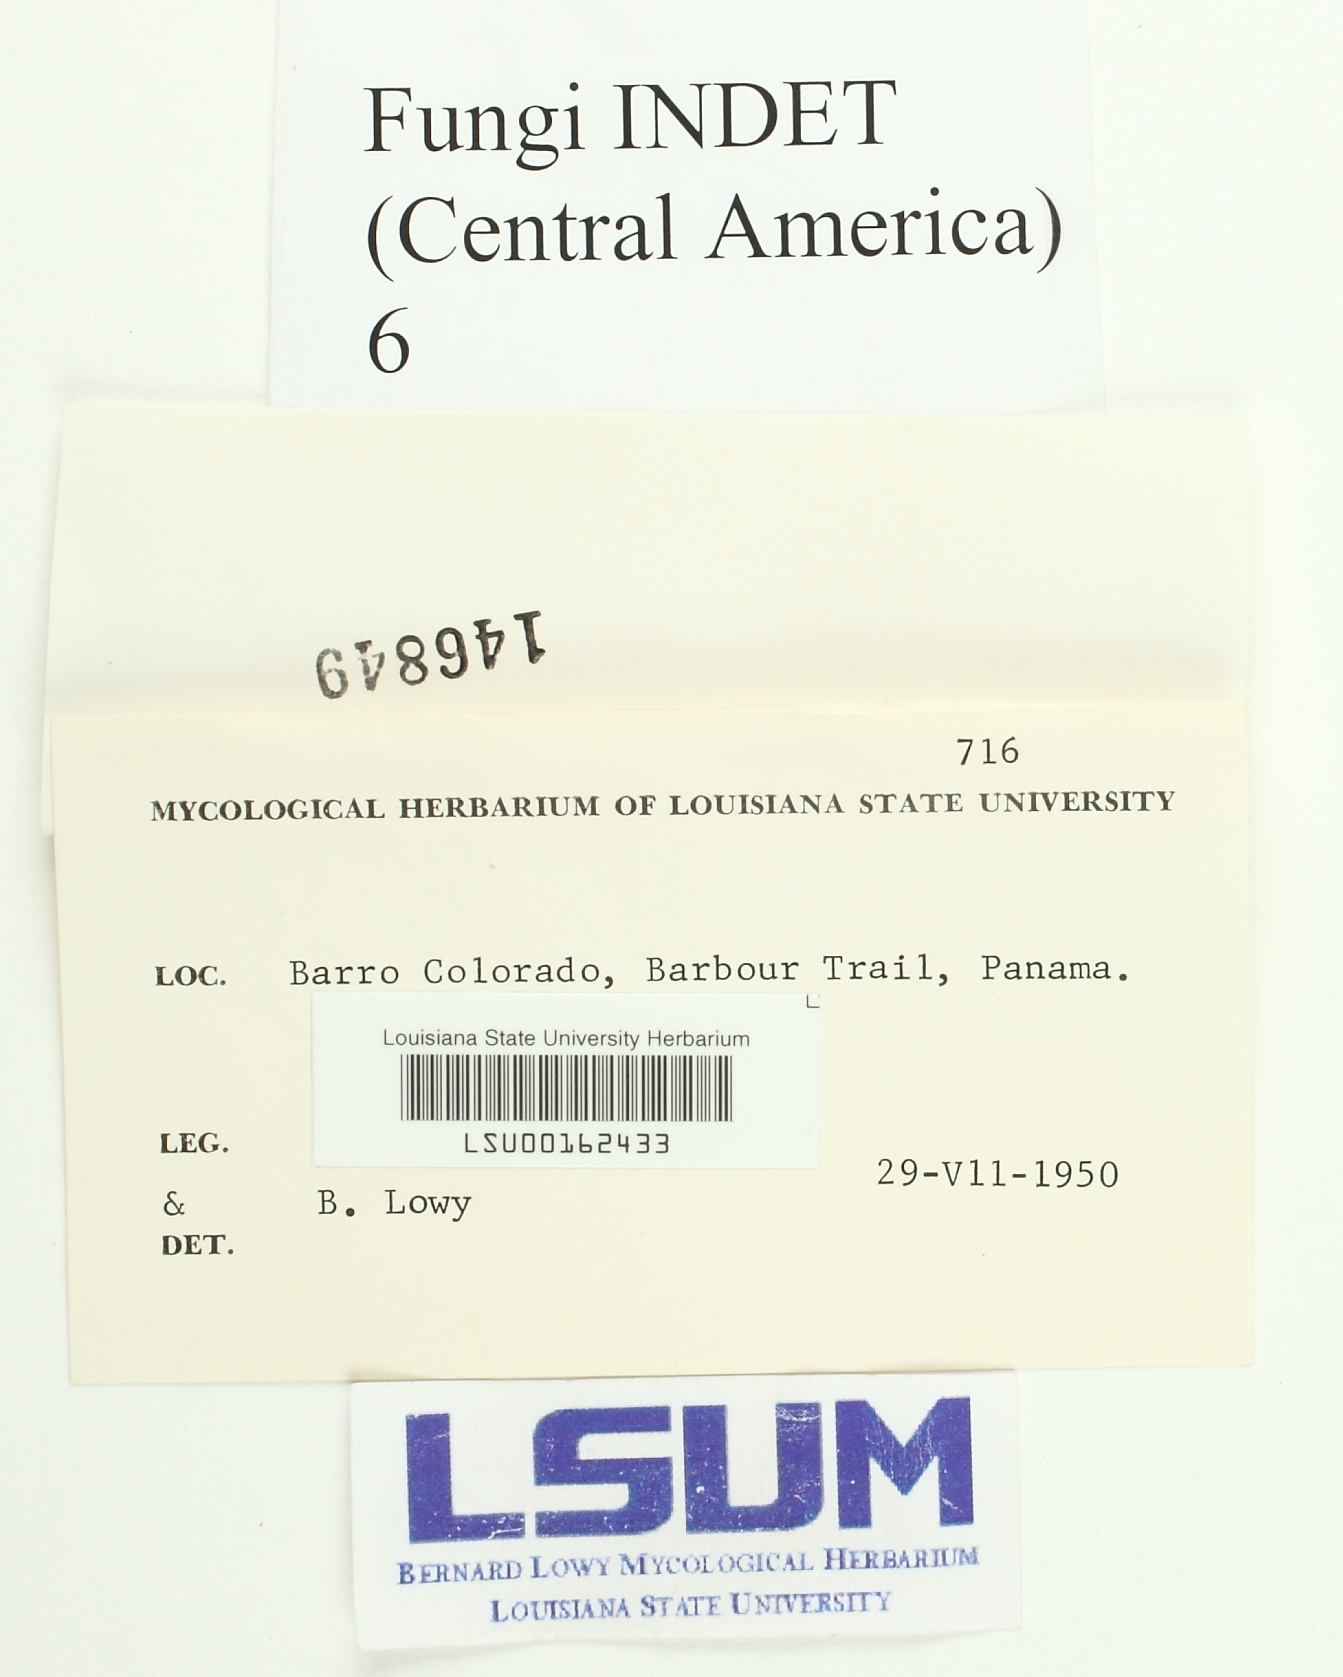 Fungi INDET
(Central America)
6
146849
716
MYCOLOGICAL HERBARIUM OF LOUISIANA STATE UNIVERSITY
LOC. Barro Colorado, Barbour Trail, Panama.
Louisiana State University Herbarium
LSU00162433
LEG.
29-V11-1950
& B. Lowy
DET.
LSUM
BERNARD LOWY MYCOLOGICAL HERBARIUM
LOUISIANA STATE UNIVERSITY